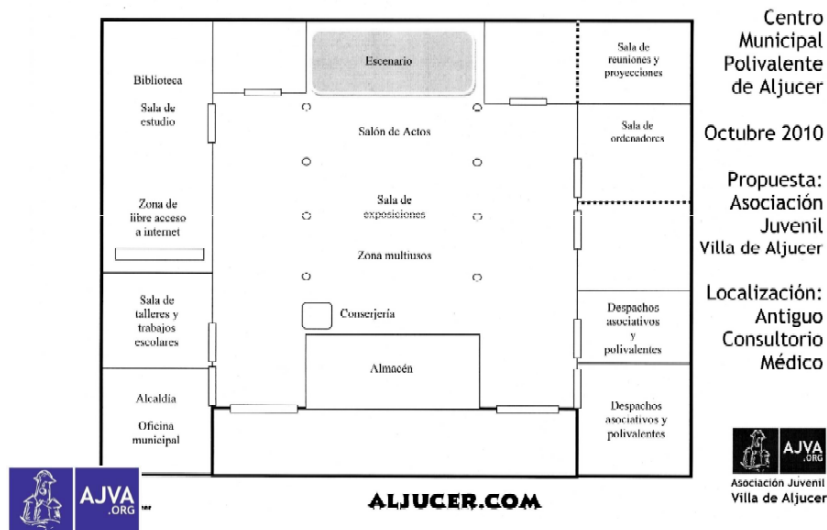 Biblioteca
Sala de
estudio
Zona de
libre acceso
a internet
Sala de
talleres y
trabajos
escolares
Alcaldía
Oficina
municipal
Escenario
Salón de Actos
Sala de
exposiciones
Zona multiusos
Conserjería
Almacén
Sala de
reuniones y
proyecciones
Sala de
ordenadores
Despachos
asociativos
y
polivalentes
Despachos
asociativos y
polivalentes
Centro
Municipal
Polivalente
de Aljucer
Octubre 2010
Propuesta:
Asociación
Juvenil
Villa de Aljucer
Localización:
Antiguo
Consultorio
Médico
AJVA
.ORG
Asociación Juvenil
Villa de Aljucer
AJVA
.ORG
ALJUCER.COM